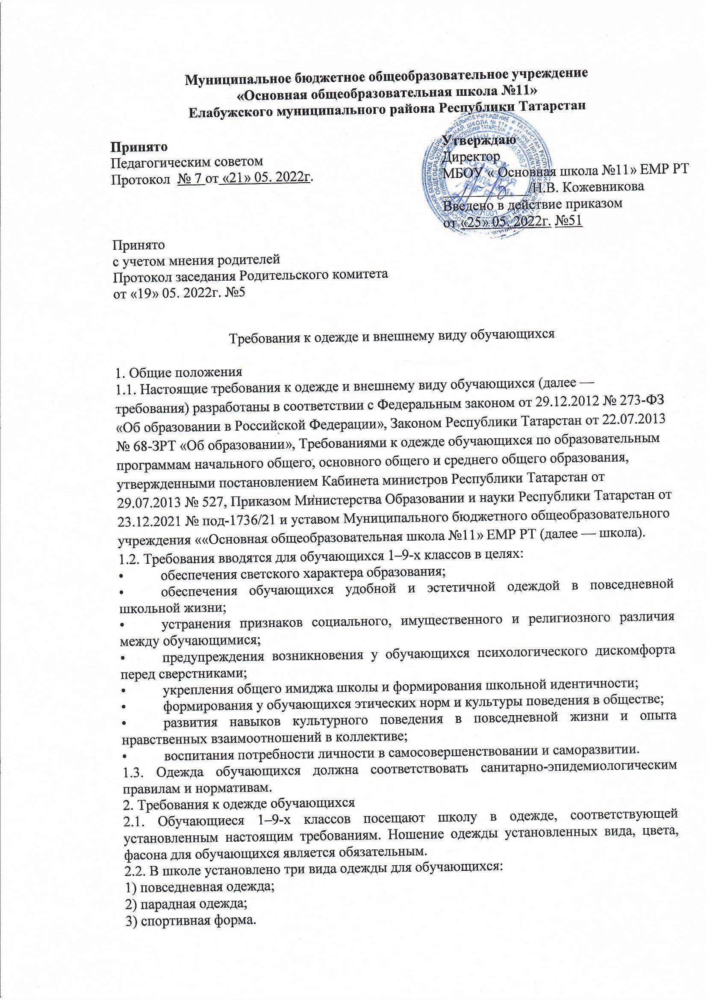 Муниципальное бюджетное общеобразовательное учреждение
«Основная общеобразовательная школа №11»
Елабужского муниципального района Республики Татарстан
Принято
Педагогическим советом
Протокол № 7 от «21» 05. 2022г.
Утверждаю
Директор
МБОУ « Основная школа №11» ЕМР РТ
____________/Н.В. Кожевникова
Введено в действие приказом
от «25» 05. 2022г. №51
Принято
с учетом мнения родителей
Протокол заседания Родительского комитета
от «19» 05. 2022г. №5
Требования к одежде и внешнему виду обучающихся
1. Общие положения
1.1. Настоящие требования к одежде и внешнему виду обучающихся (далее —
требования) разработаны в соответствии с Федеральным законом от 29.12.2012 № 273-ФЗ
«Об образовании в Российской Федерации», Законом Республики Татарстан от 22.07.2013
№ 68-ЗРТ «Об образовании», Требованиями к одежде обучающихся по образовательным
программам начального общего, основного общего и среднего общего образования,
утвержденными постановлением Кабинета министров Республики Татарстан от
29.07.2013 № 527, Приказом Министерства Образовании и науки Республики Татарстан от
23.12.2021 № под-1736/21 и уставом Муниципального бюджетного общеобразовательного
учреждения ««Основная общеобразовательная школа №11» ЕМР РТ (далее — школа).
1.2. Требования вводятся для обучающихся 1–9-х классов в целях:
• обеспечения светского характера образования;
• обеспечения обучающихся удобной и эстетичной одеждой в повседневной
школьной жизни;
• устранения признаков социального, имущественного и религиозного различия
между обучающимися;
• предупреждения возникновения у обучающихся психологического дискомфорта
перед сверстниками;
• укрепления общего имиджа школы и формирования школьной идентичности;
• формирования у обучающихся этических норм и культуры поведения в обществе;
• развития навыков культурного поведения в повседневной жизни и опыта
нравственных взаимоотношений в коллективе;
• воспитания потребности личности в самосовершенствовании и саморазвитии.
1.3. Одежда обучающихся должна соответствовать санитарно-эпидемиологическим
правилам и нормативам.
2. Требования к одежде обучающихся
2.1. Обучающиеся 1–9-х классов посещают школу в одежде, соответствующей
установленным настоящим требованиям. Ношение одежды установленных вида, цвета,
фасона для обучающихся является обязательным.
2.2. В школе установлено три вида одежды для обучающихся:
1) повседневная одежда;
2) парадная одежда;
3) спортивная форма.